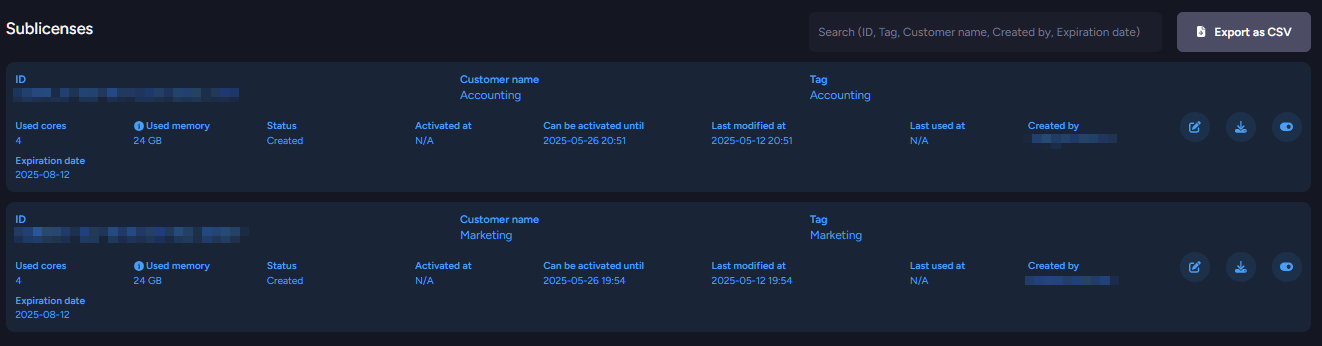 Sublicenses
Search (ID, Tag, Customer name, Created by, Expiration date)
Export as CSV
ID Customer name Tag
Accounting Accounting
Used cores Used memory Status Activated at Can be activated until Last modified at Last used at Created by
4 24 GB Created N/A 2025-05-26 20:51 2025-05-12 20:51 N/A
Expiration date
2025-08-12
ID Customer name Tag
Marketing Marketing
Used cores Used memory Status Activated at Can be activated until Last modified at Last used at Created by
4 24 GB Created N/A 2025-05-26 19:54 2025-05-12 19:54 N/A
Expiration date
2025-08-12